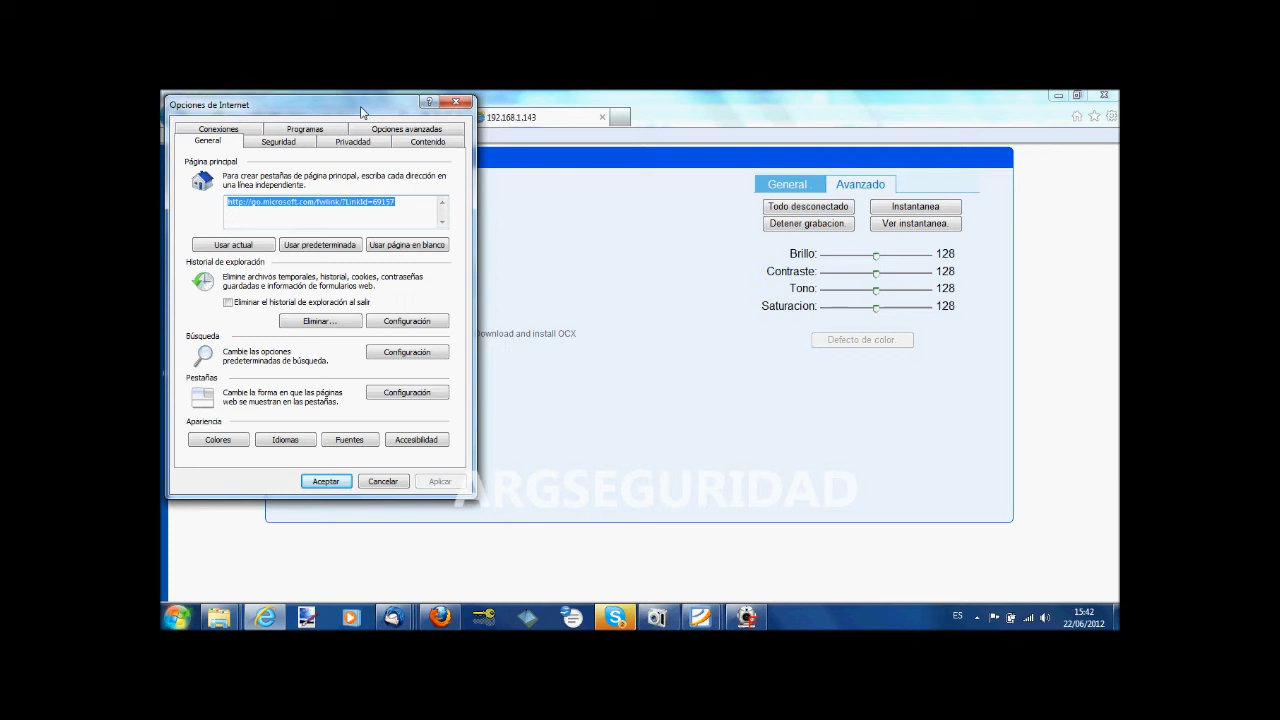 Opciones de Internet
?
192.168.1.143
Conexiones
Programas
Opciones avanzadas
General
Seguridad
Privacidad
Contenido
Página principal
Para crear pestañas de página principal, escriba cada dirección en
una línea independiente.
http://go.microsoft.com/fwlink/?LinkId=69157
Usar actual
Usar predeterminada
Usar página en blanco
Historial de exploración
Elimine archivos temporales, historial, cookies, contraseñas
guardadas e información de formularios web.
Eliminar el historial de exploración al salir
Eliminar...
Configuración
Búsqueda
Cambie las opciones
predeterminadas de búsqueda.
Configuración
Pestañas
Cambie la forma en que las páginas
web se muestran en las pestañas.
Configuración
Apariencia
Colores
Idiomas
Fuentes
Accesibilidad
Aceptar
Cancelar
Aplicar
General
Avanzado
Todo desconectado
Instantanea
Detener grabacion.
Ver instantanea.
Brillo: 128
Contraste: 128
Tono: 128
Saturacion: 128
Download and install OCX
Defecto de color.
ARGSEGURIDAD
ES
15:42
22/06/2012